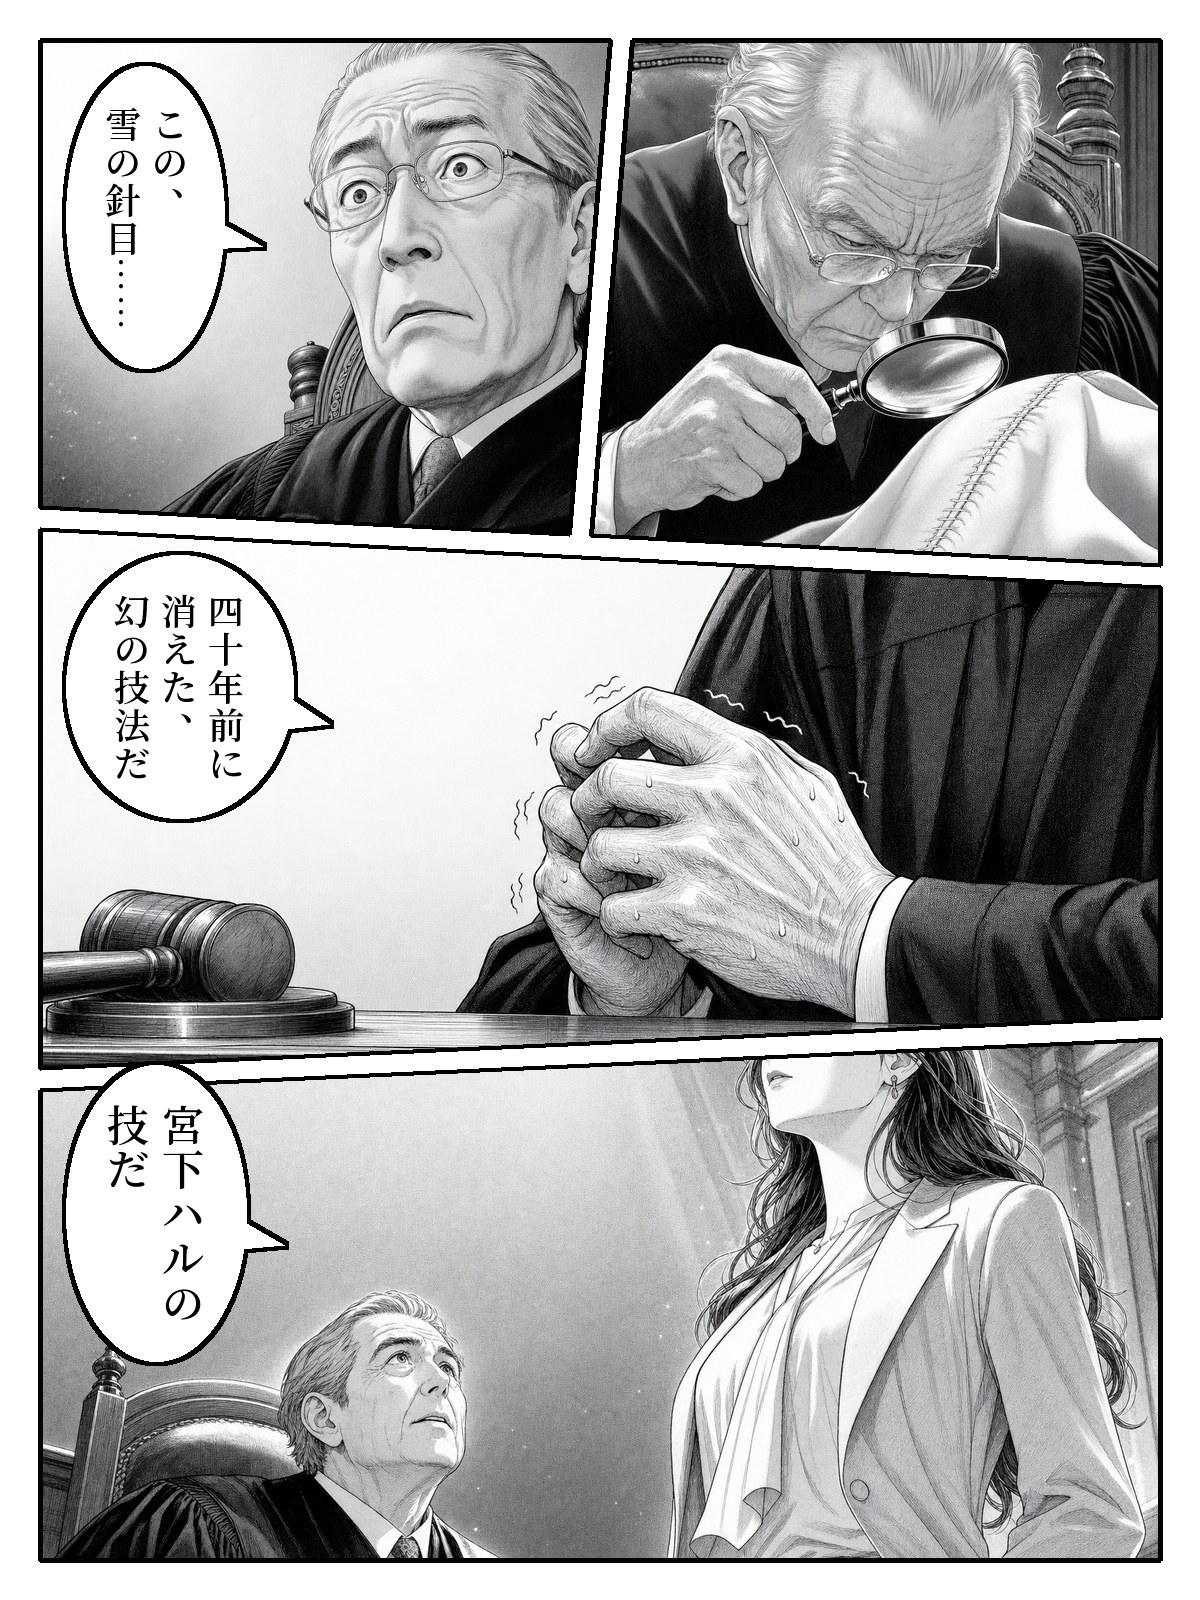 この、
雪の針目……
四十年前に
消えた、
幻の技法だ
宮下ハルの
技だ